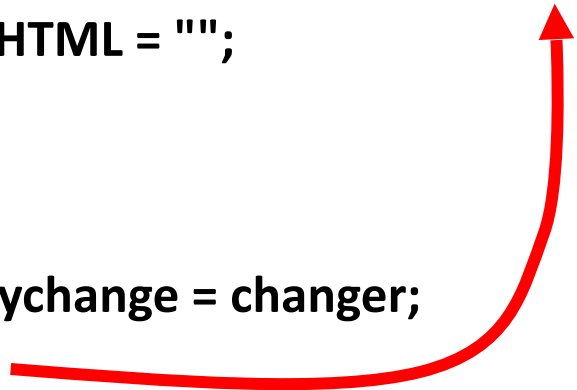 HTML = "";
ychange = changer;